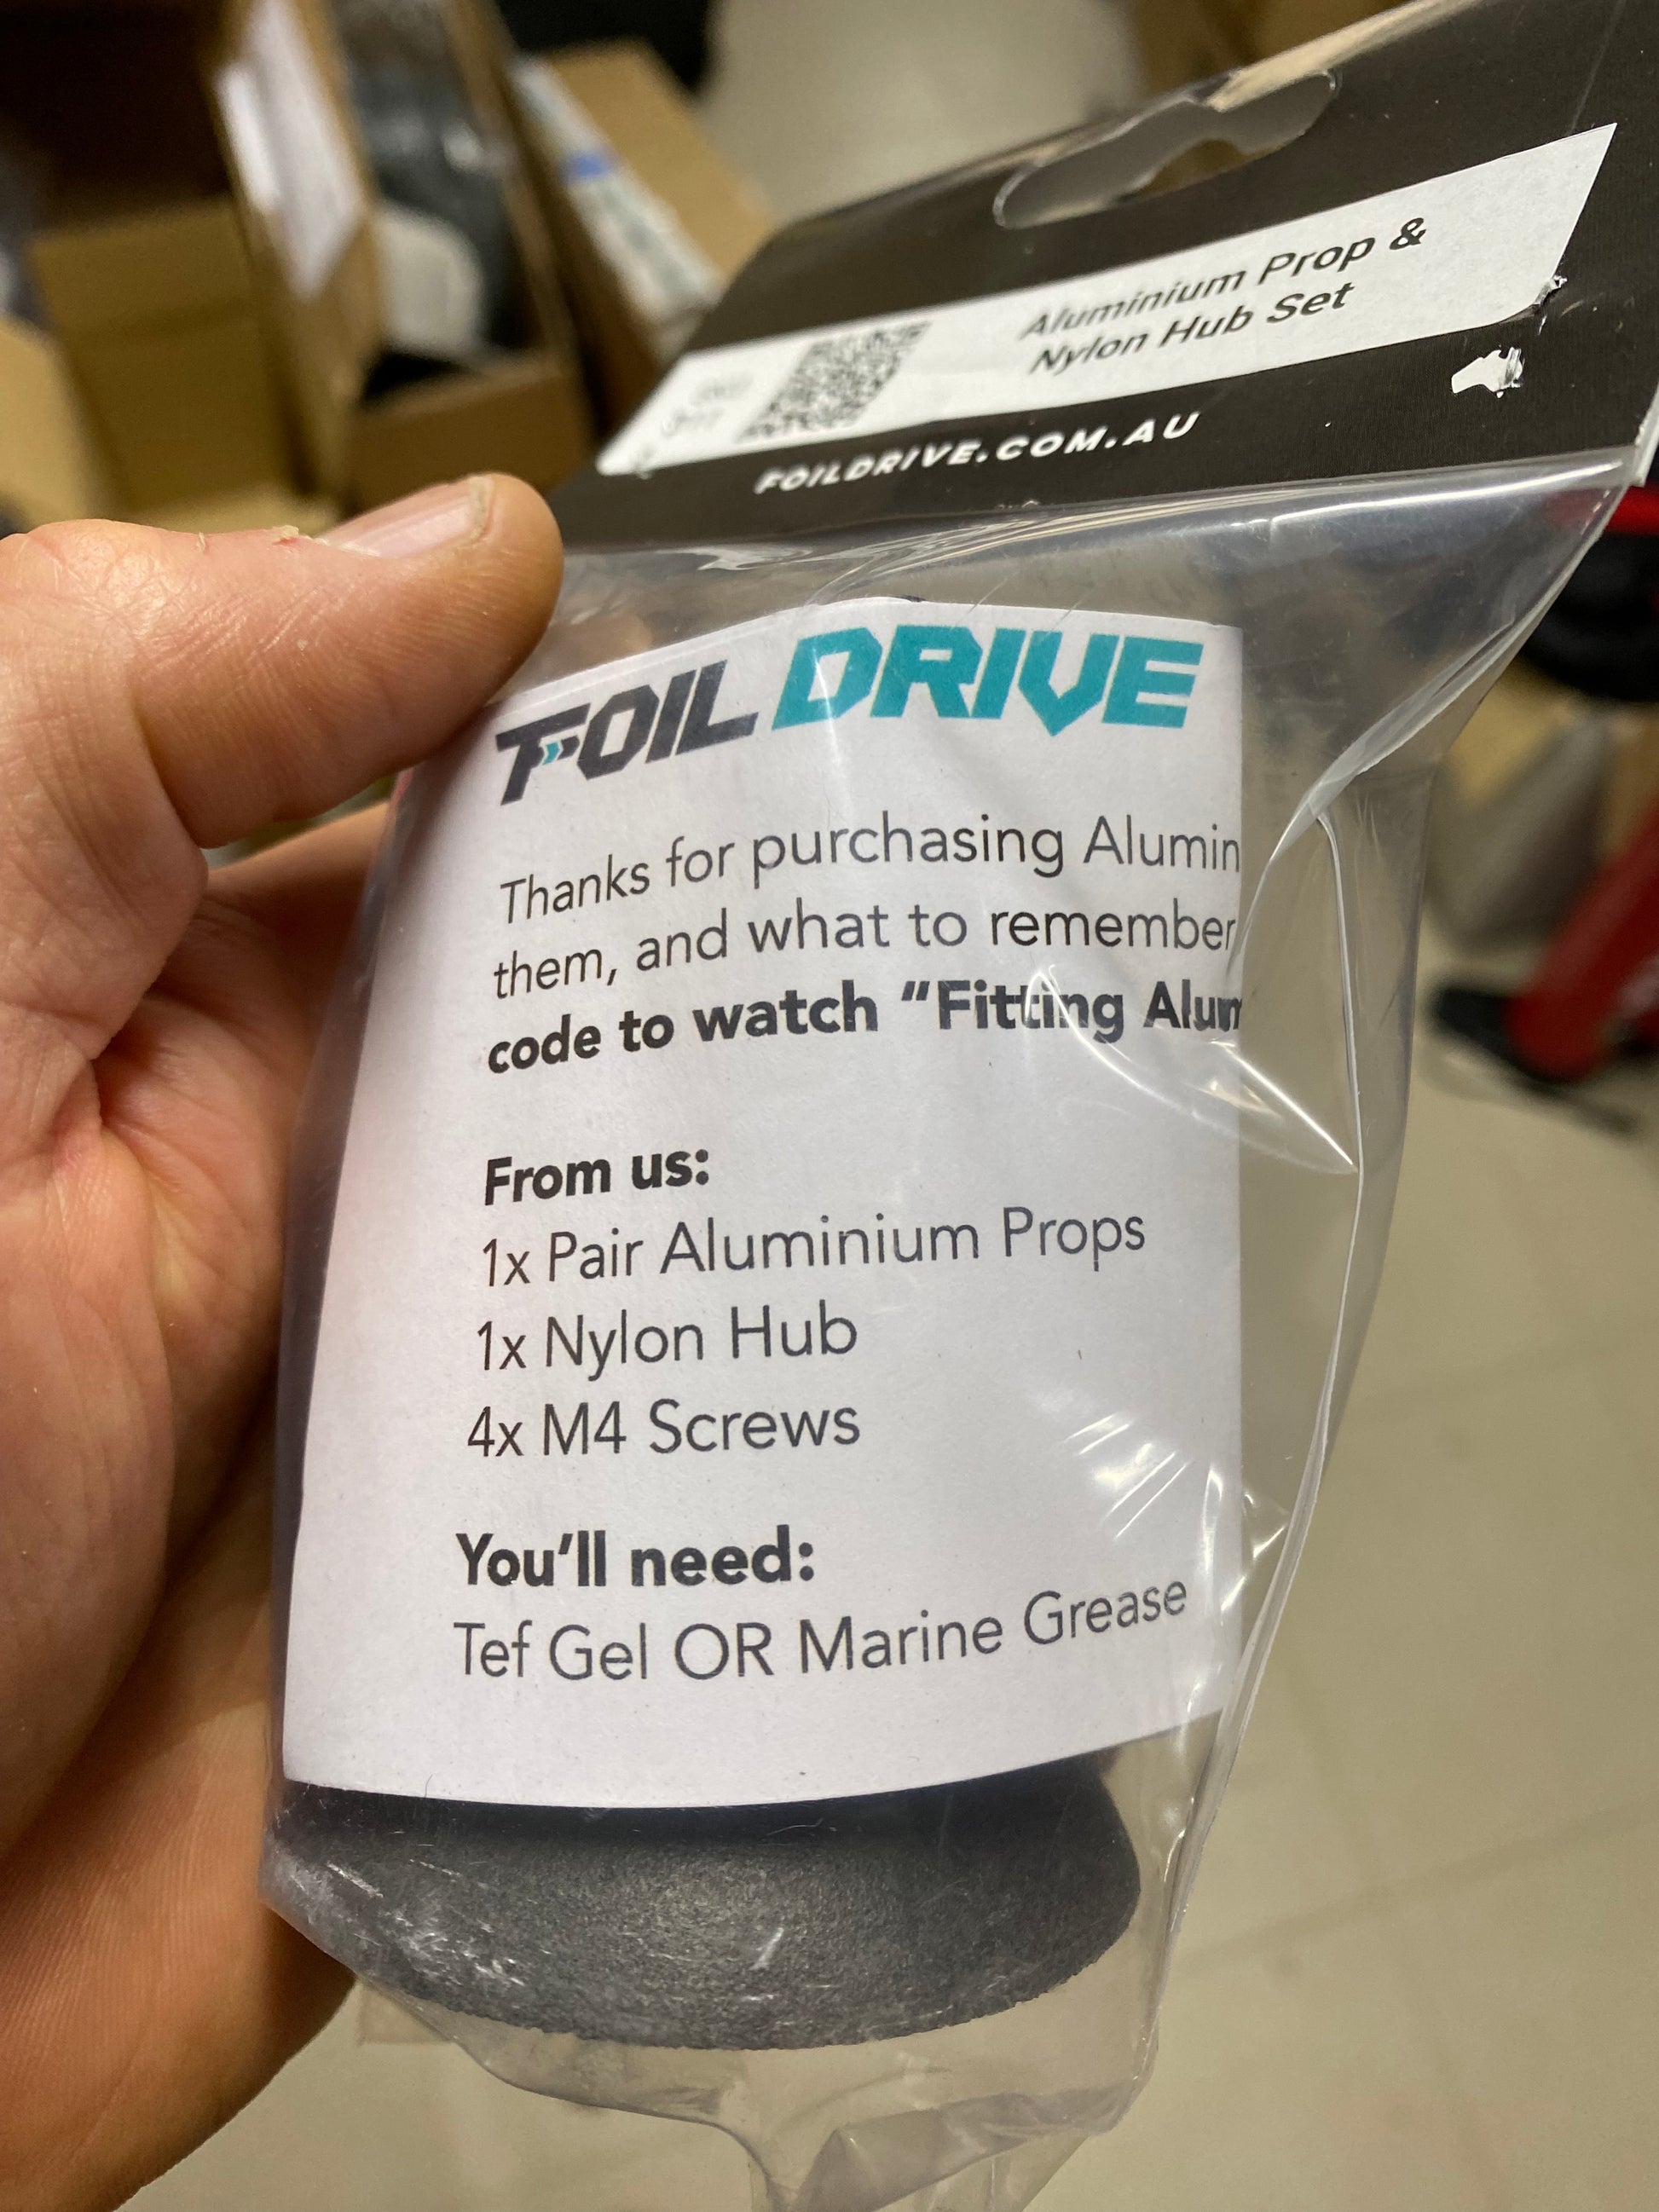 Aluminium Prop &
Nylon Hub Set
FOILDRIVE.COM.AU
FOIL DRIVE
Thanks for purchasing Alumin
them, and what to remember
code to watch “Fitting Alum
From us:
1x Pair Aluminium Props
1x Nylon Hub
4x M4 Screws
You’ll need:
Tef Gel OR Marine Grease